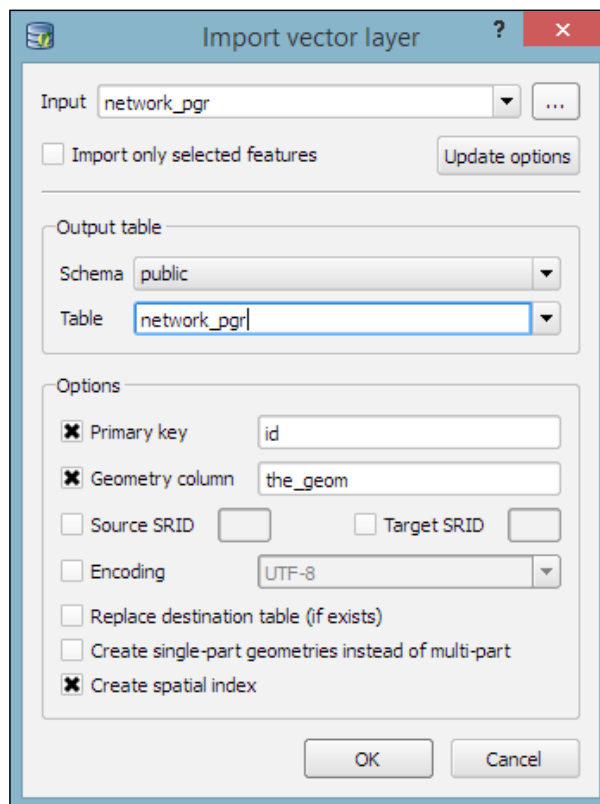 Import vector layer
?
×
Input network_pgr ...
Import only selected features Update options
Output table
Schema public
Table network_pgr
Options
Primary key id
Geometry column the_geom
Source SRID Target SRID
Encoding UTF-8
Replace destination table (if exists)
Create single-part geometries instead of multi-part
Create spatial index
OK Cancel